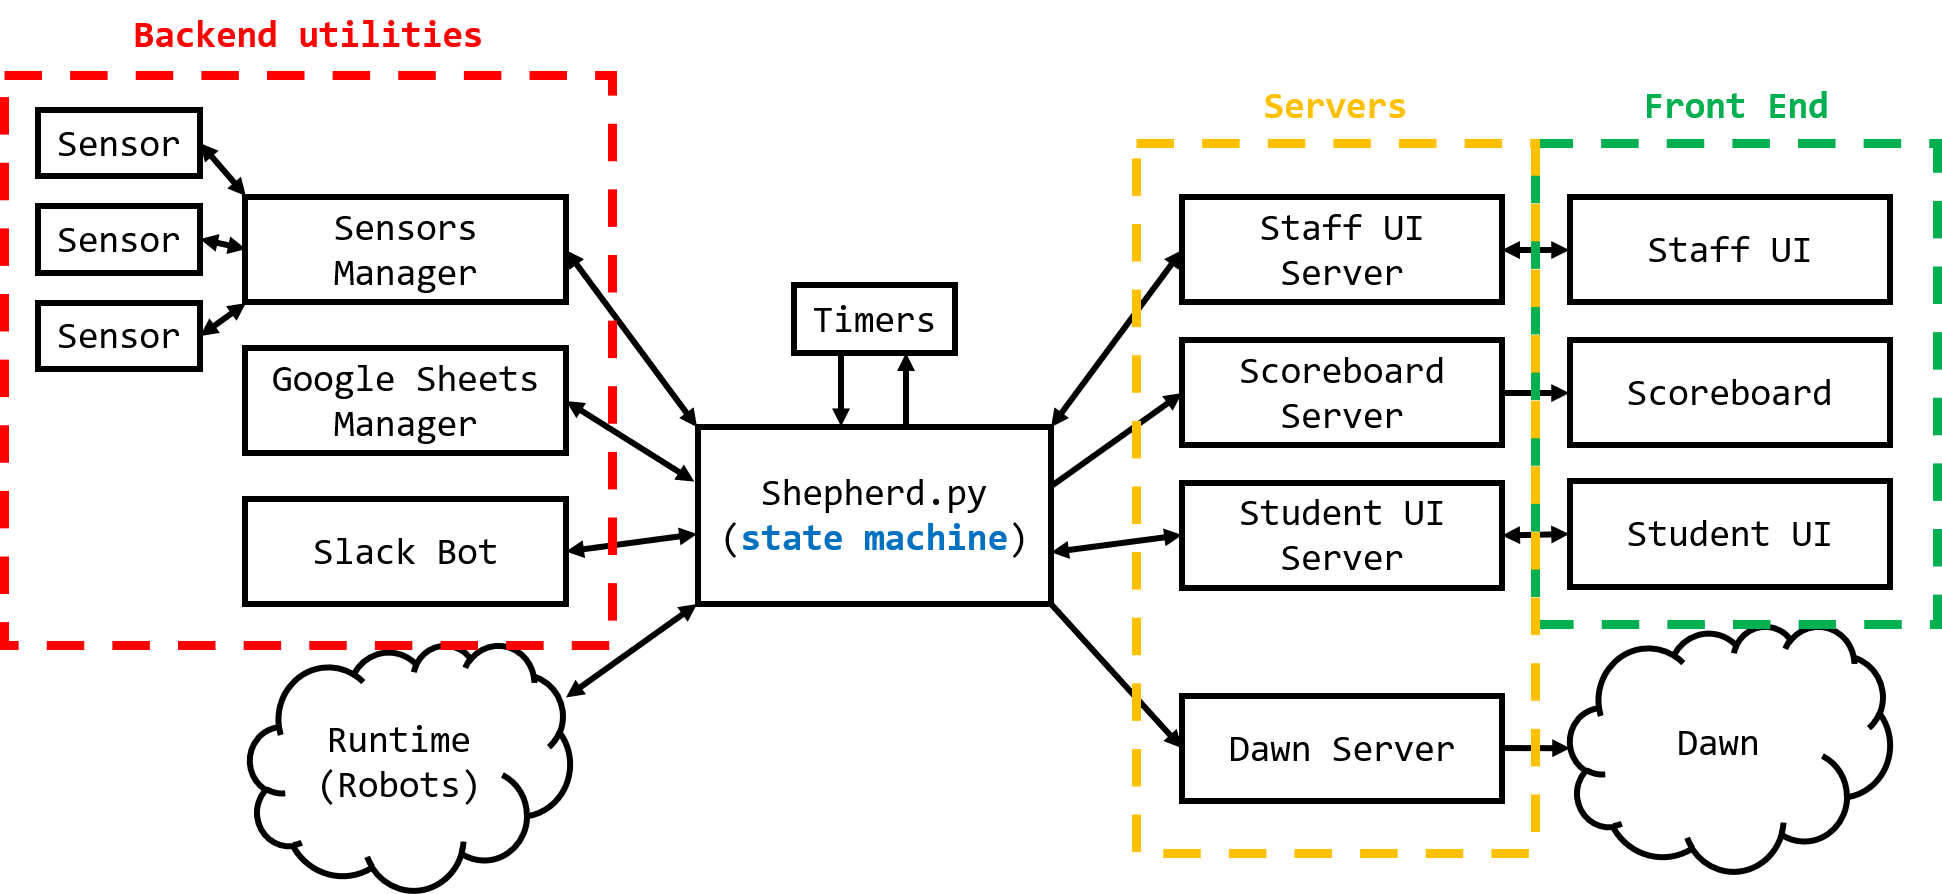 Backend utilities
Sensor
Sensor
Sensor
Sensors
Manager
Google Sheets
Manager
Slack Bot
Runtime
(Robots)
Timers
Shepherd.py
(state machine)
Servers
Staff UI
Server
Scoreboard
Server
Student UI
Server
Dawn Server
Front End
Staff UI
Scoreboard
Student UI
Dawn